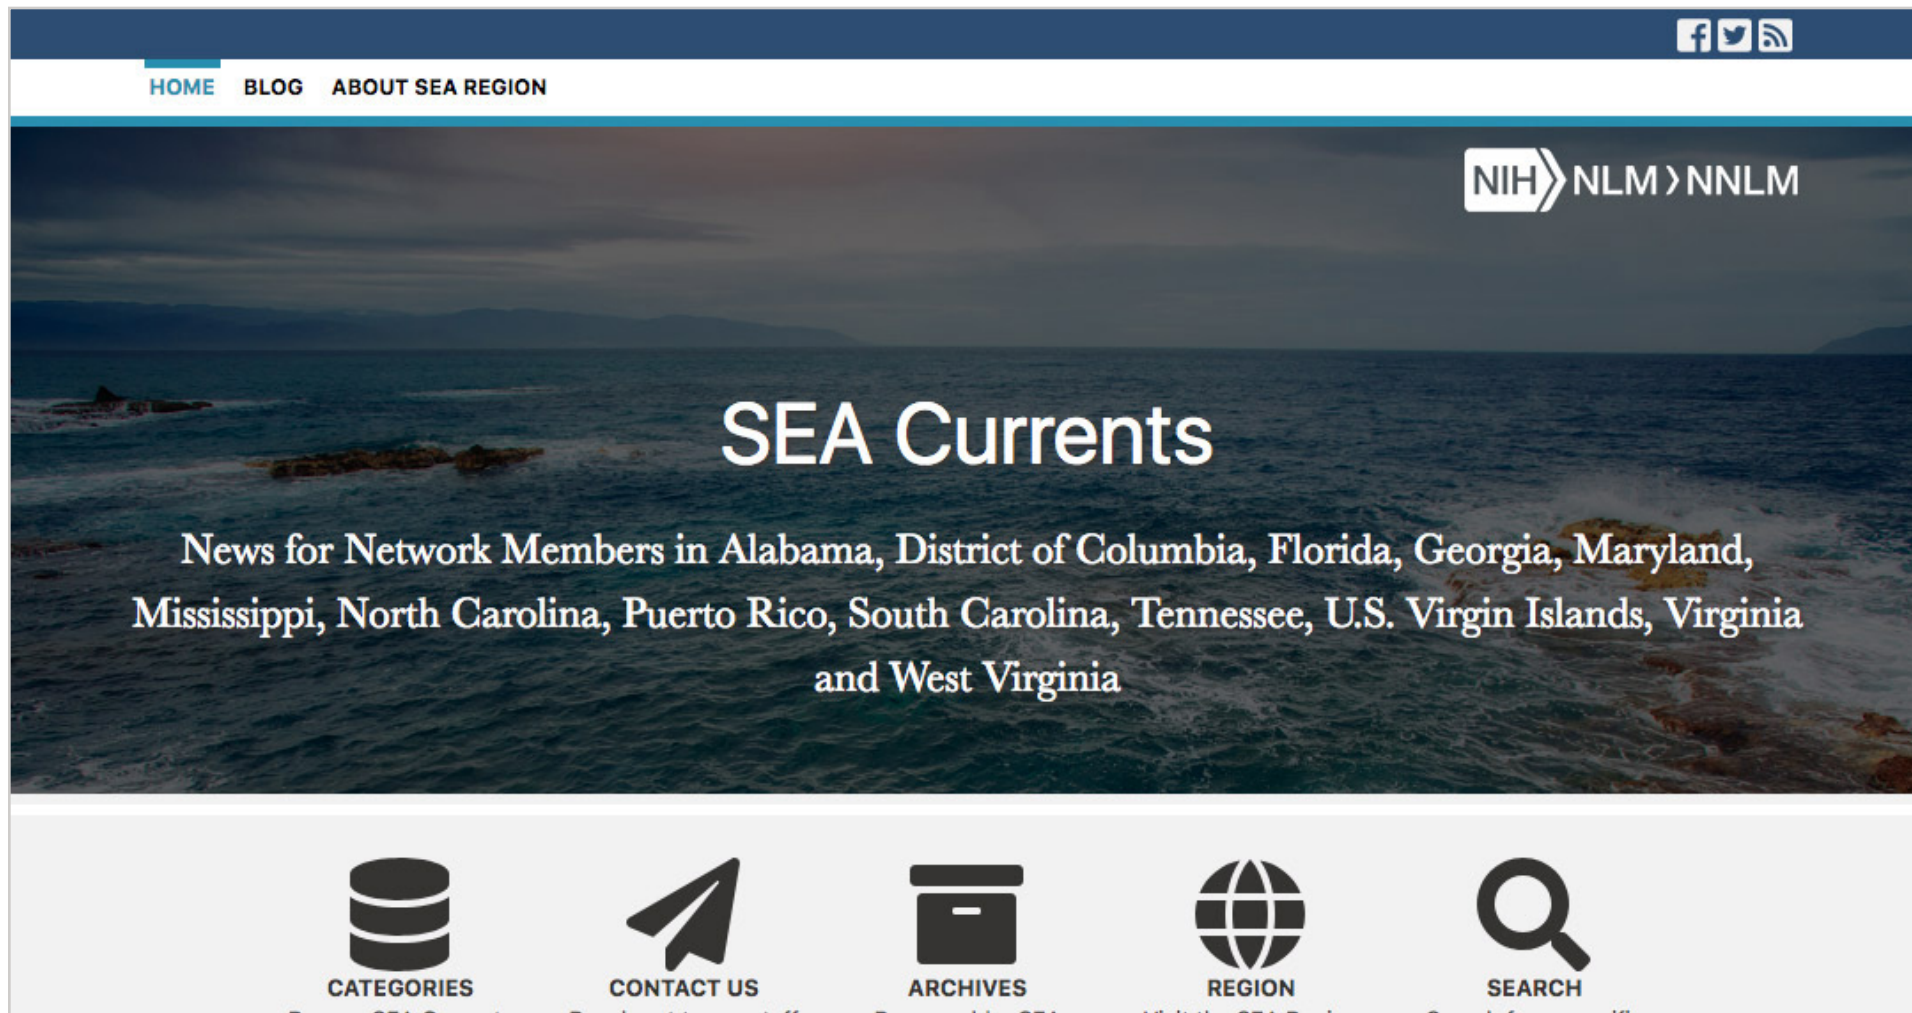 HOME BLOG ABOUT SEA REGION
NIH NLM NNLM
SEA Currents
News for Network Members in Alabama, District of Columbia, Florida, Georgia, Maryland,
Mississippi, North Carolina, Puerto Rico, South Carolina, Tennessee, U.S. Virgin Islands, Virginia
and West Virginia
CATEGORIES CONTACT US ARCHIVES REGION SEARCH